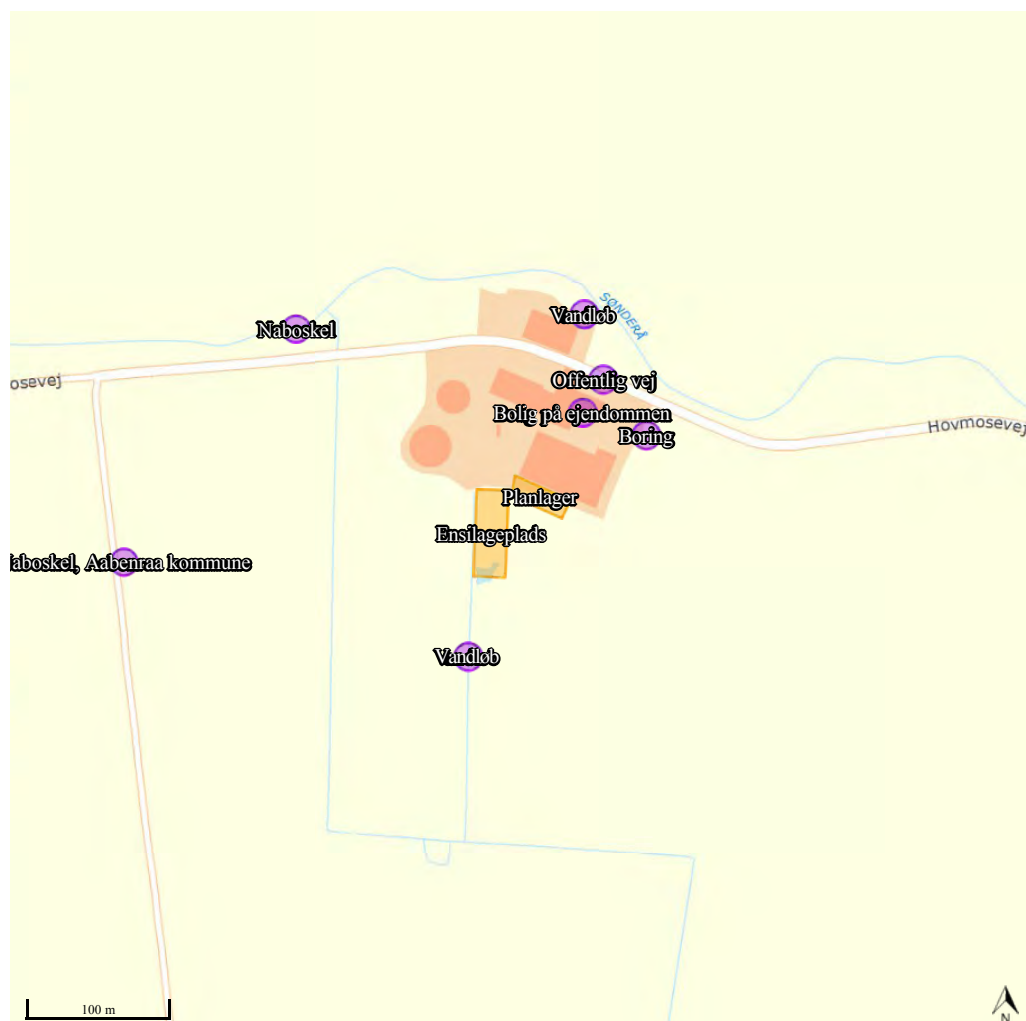 SØNDERÅ
Vandløb
Naboskel
Offentlig vej
osevej
Bolig på ejendommen
Hovmosevej
Boring
Planlager
Ensilageplads
aboskel, Aabenraa kommune
Vandløb
100 m
N